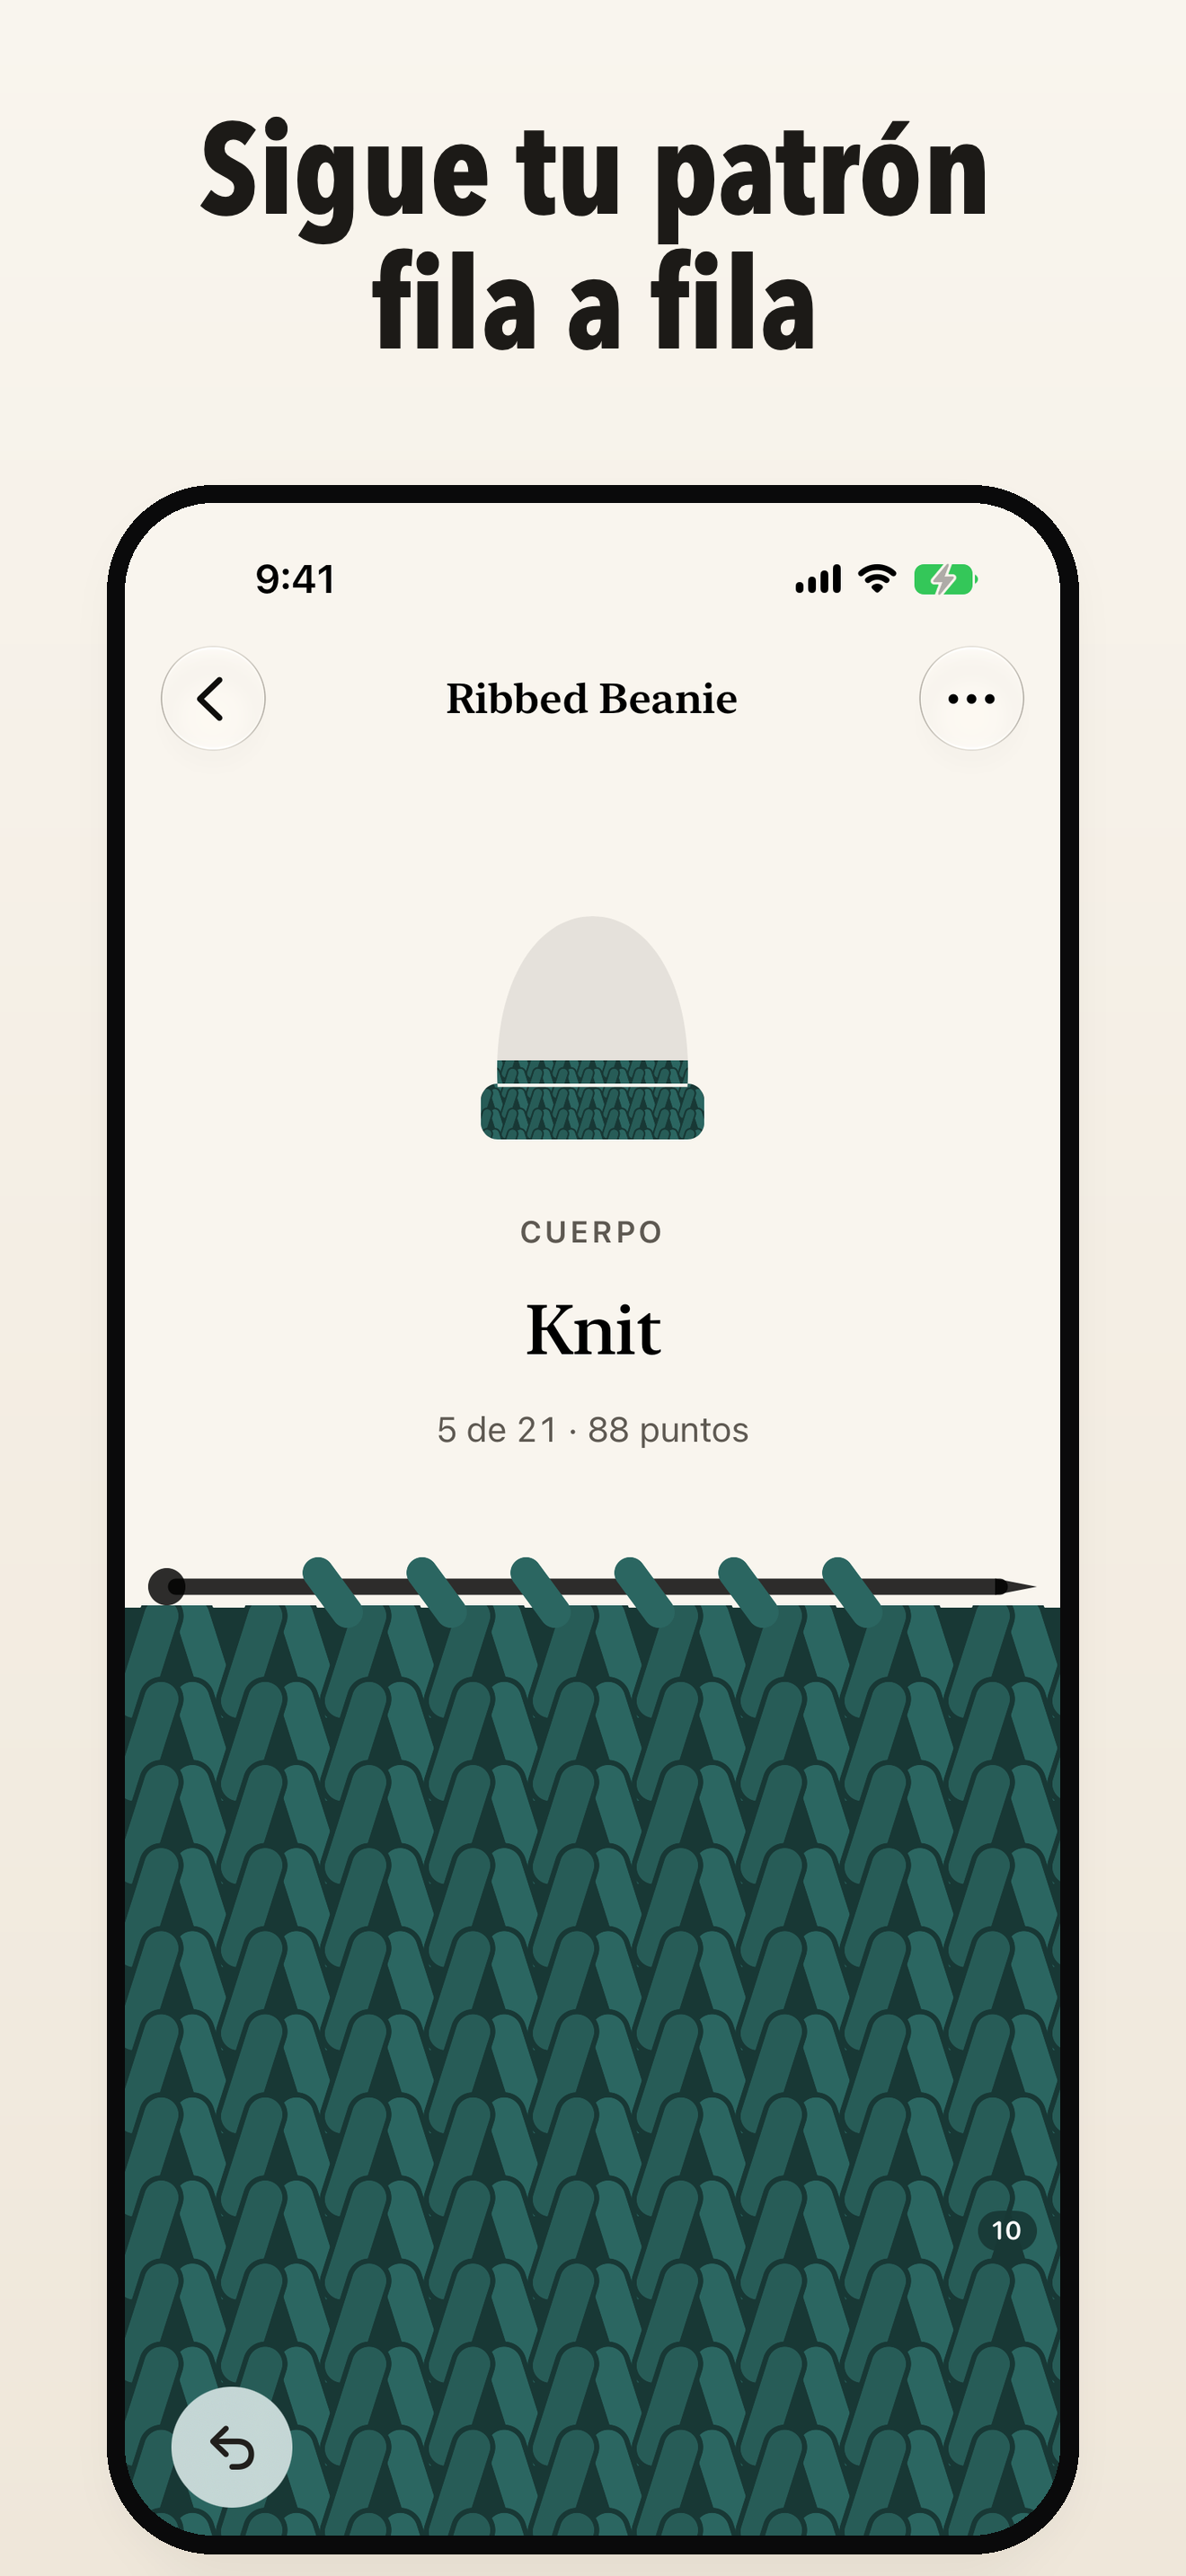 Sigue tu patrón
fila a fila
9:41
Ribbed Beanie
CUERPO
Knit
5 de 21 · 88 puntos
10